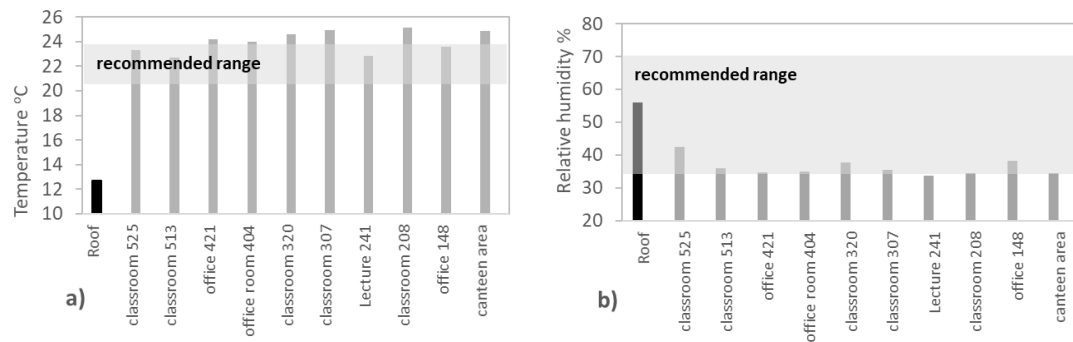 26
24
22
20
18
16
14
12
10
Temperature ºC
recommended range
Roof
classroom 525
classroom 513
office 421
office room 404
classroom 320
classroom 307
Lecture 241
classroom 208
office 148
canteen area
a)
80
70
60
50
40
30
20
Relative humidity %
recommended range
Roof
classroom 525
classroom 513
office 421
office room 404
classroom 320
classroom 307
Lecture 241
classroom 208
office 148
canteen area
b)